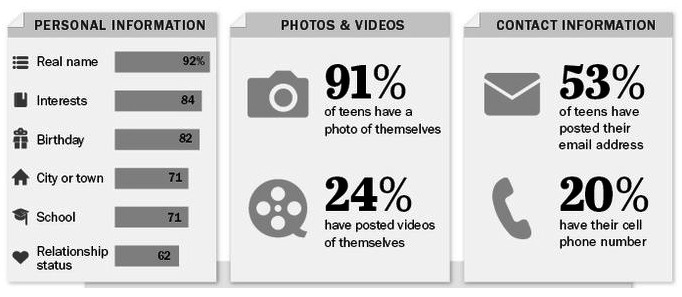 PERSONAL INFORMATION
Real name 92%
Interests 84
Birthday 82
City or town 71
School 71
Relationship
status 62
PHOTOS & VIDEOS
91%
of teens have a
photo of themselves
24%
have posted videos
of themselves
CONTACT INFORMATION
53%
of teens have
posted their
email address
20%
have their cell
phone number